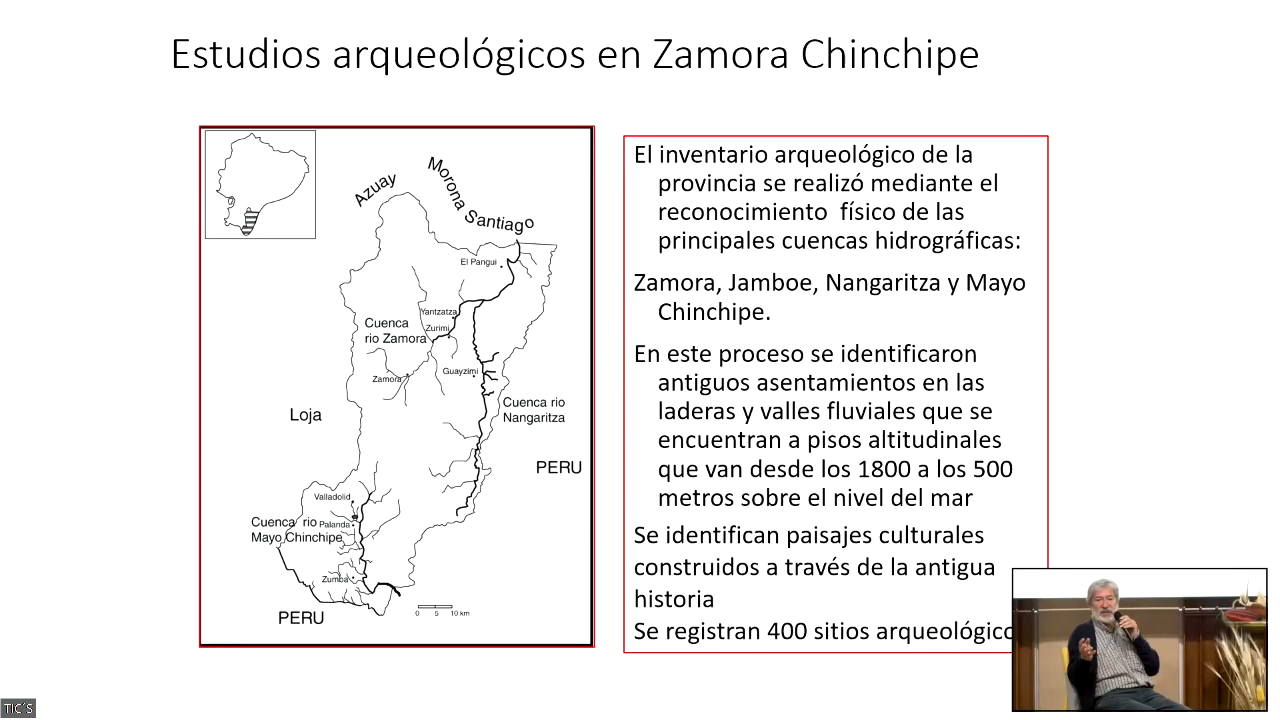 Estudios arqueológicos en Zamora Chinchipe
Azuay
Morona Santiago
El Pangui
Yantzatza
Cuenca
rio Zamora
Zurimi
Zamora
Guayzimi
Cuenca rio
Nangaritza
Loja
PERU
Valladolid
Cuenca rio
Mayo Chinchipe
Palanda
Zumba
PERU
0 5 10 km
El inventario arqueológico de la
provincia se realizó mediante el
reconocimiento físico de las
principales cuencas hidrográficas:
Zamora, Jamboe, Nangaritza y Mayo
Chinchipe.
En este proceso se identificaron
antiguos asentamientos en las
laderas y valles fluviales que se
encuentran a pisos altitudinales
que van desde los 1800 a los 500
metros sobre el nivel del mar
Se identifican paisajes culturales
construidos a través de la antigua
historia
Se registran 400 sitios arqueológico
TIC´S